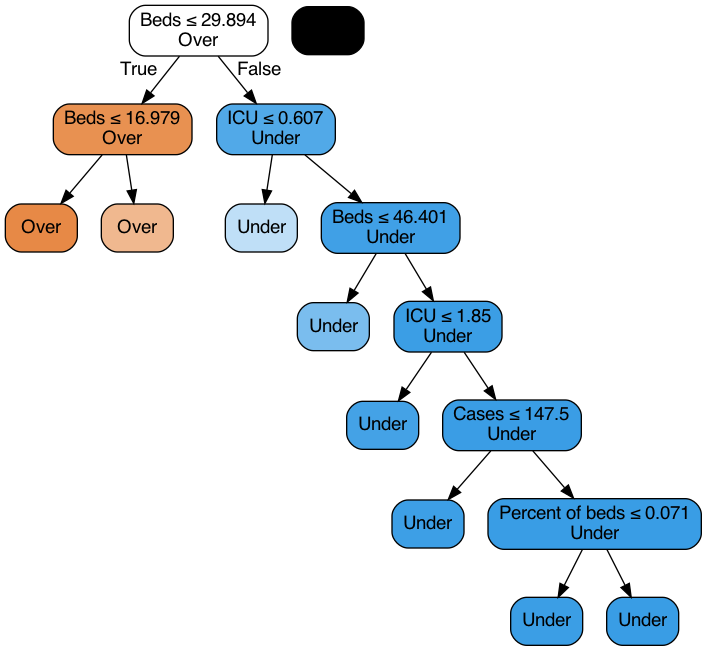 Beds ≤ 29.894
Over
True
False
Beds ≤ 16.979
Over
ICU ≤ 0.607
Under
Over
Over
Under
Beds ≤ 46.401
Under
Under
ICU ≤ 1.85
Under
Under
Cases ≤ 147.5
Under
Under
Percent of beds ≤ 0.071
Under
Under
Under